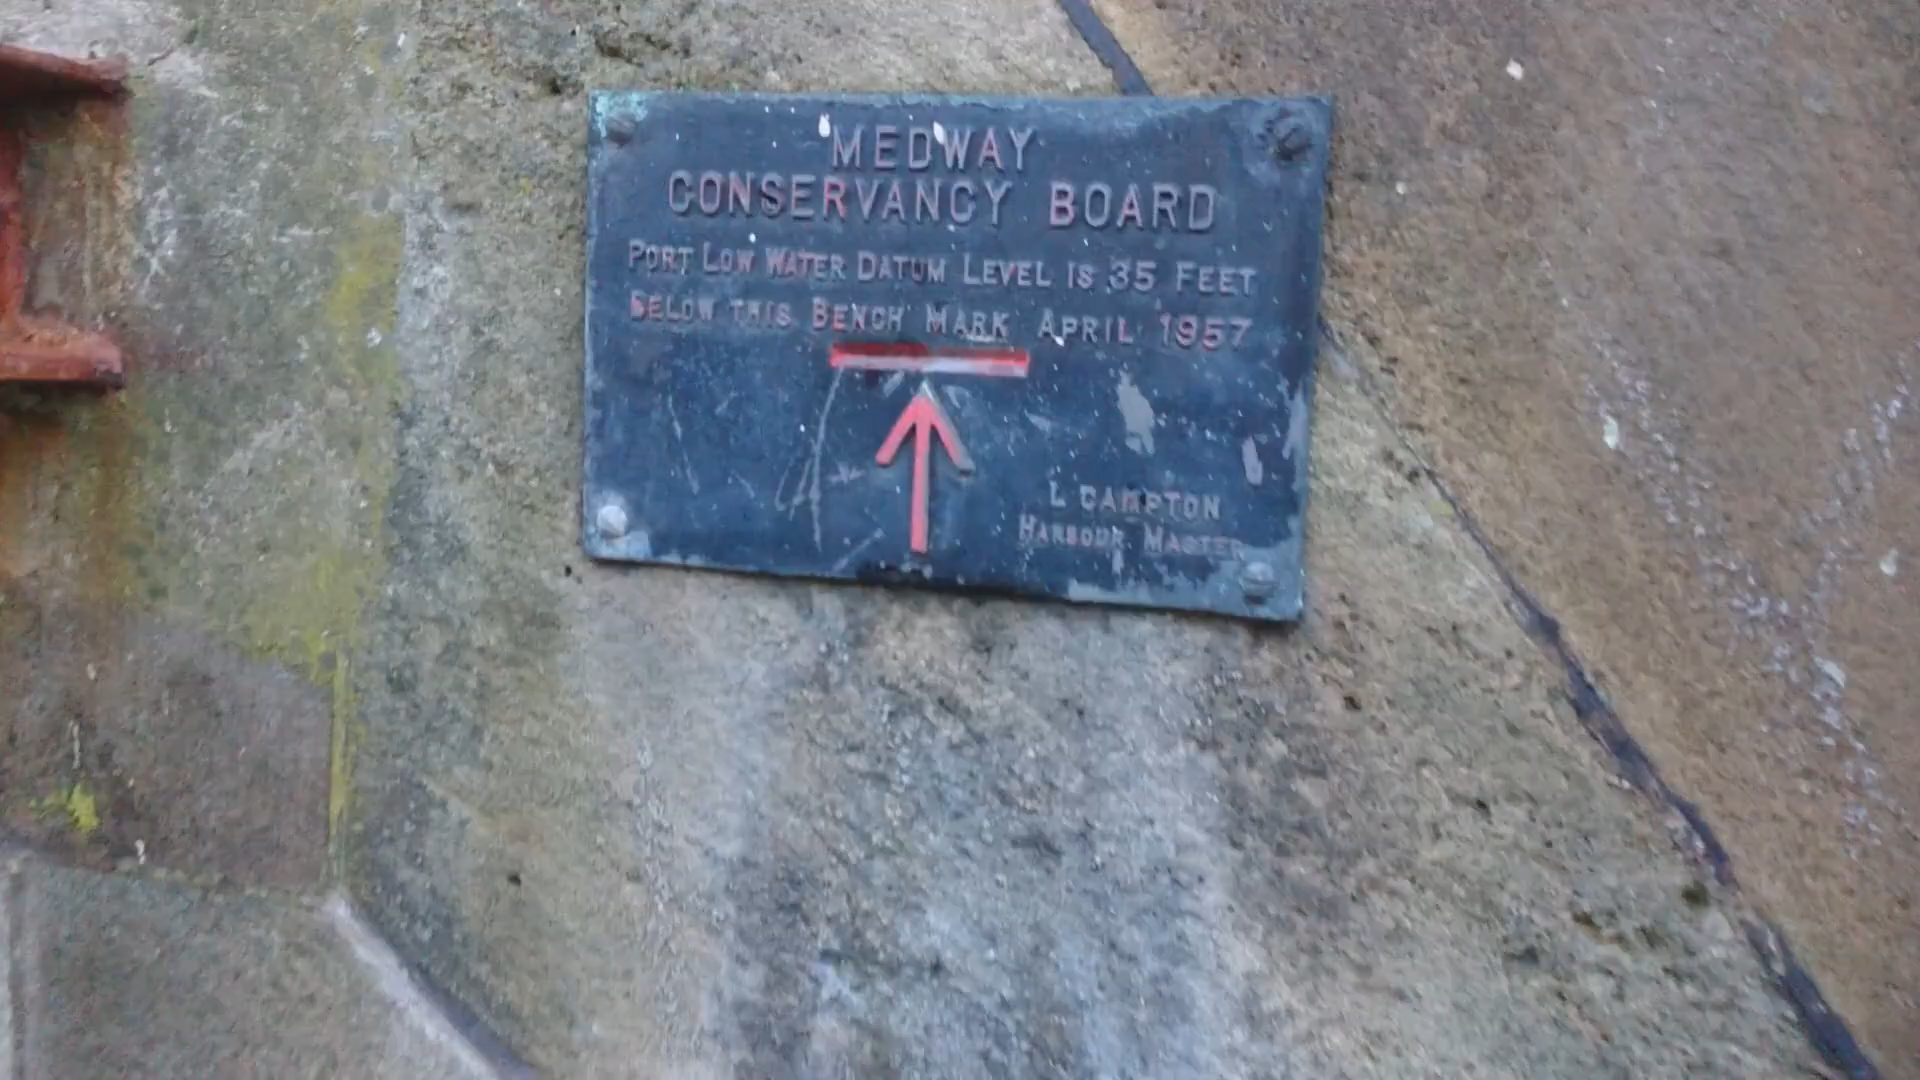 MEDWAY
CONSERVANCY BOARD
PORT LOW WATER DATUM LEVEL IS 35 FEET
BELOW THIS BENCH MARK APRIL 1957
L CAMPTON
HARBOUR MASTER